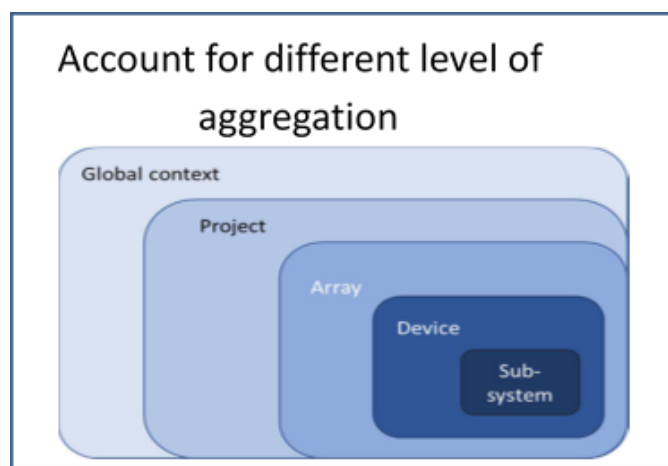 Account for different level of
aggregation
Global context
Project
Array
Device
Sub-
system